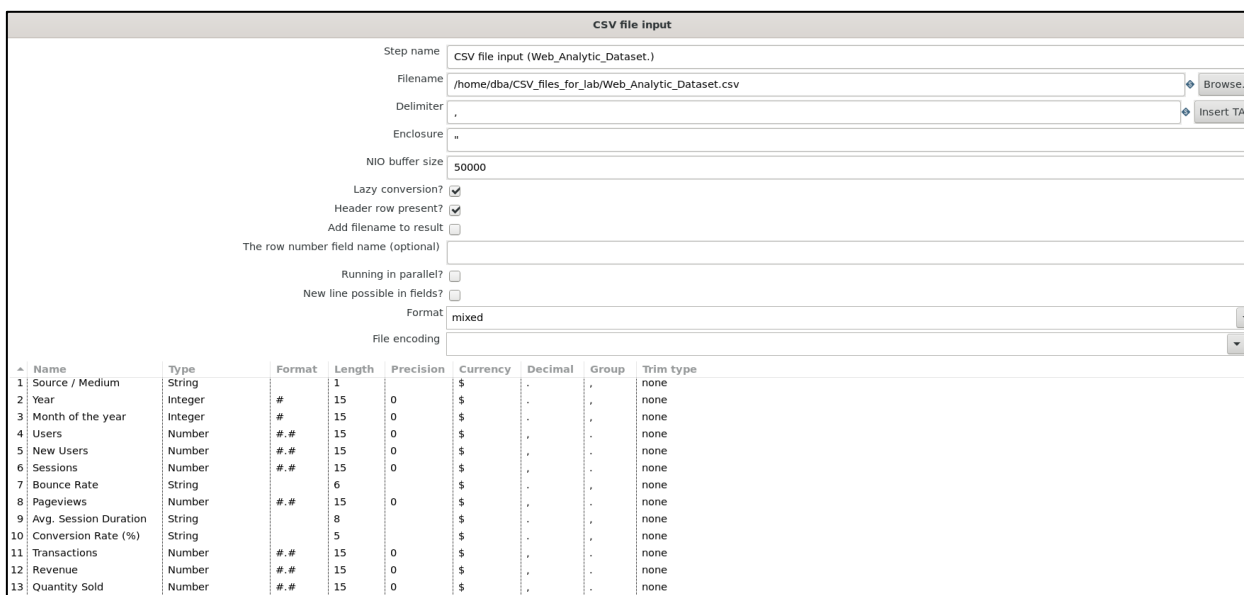 CSV file input
Step name CSV file input (Web_Analytic_Dataset.)
Filename /home/dba/CSV_files_for_lab/Web_Analytic_Dataset.csv Browse.
Delimiter , Insert TA
Enclosure "
NIO buffer size 50000
Lazy conversion?
Header row present?
Add filename to result
The row number field name (optional)
Running in parallel?
New line possible in fields?
Format mixed
File encoding
Name Type Format Length Precision Currency Decimal Group Trim type
1 Source / Medium String 1 $ . , none
2 Year Integer # 15 0 $ . , none
3 Month of the year Integer # 15 0 $ . , none
4 Users Number #.# 15 0 $ , . none
5 New Users Number #.# 15 0 $ , . none
6 Sessions Number #.# 15 0 $ , . none
7 Bounce Rate String 6 $ . , none
8 Pageviews Number #.# 15 0 $ , . none
9 Avg. Session Duration String 8 $ . , none
10 Conversion Rate (%) String 5 $ . , none
11 Transactions Number #.# 15 0 $ , . none
12 Revenue Number #.# 15 0 $ , . none
13 Quantity Sold Number #.# 15 0 $ , . none